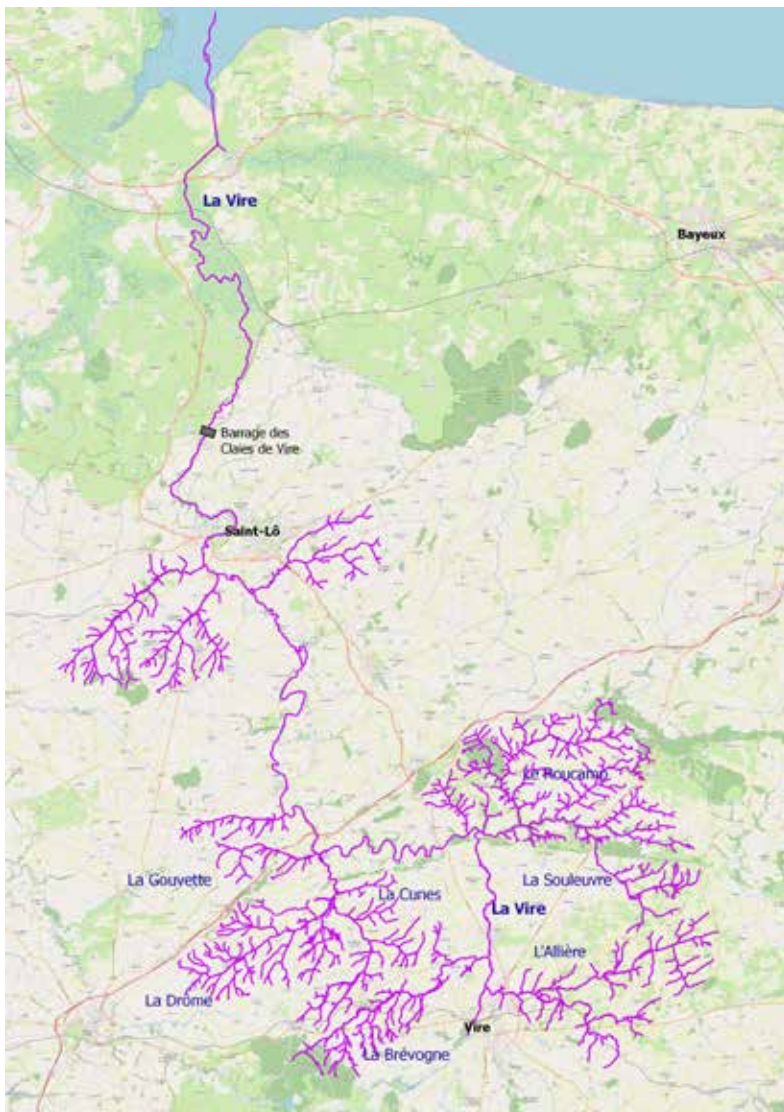 La Vire
Bayeux
Barrage des
Claies de Vire
Saint-Lô
Le Roucamp
La Gouvette
La Cunes
La Souleuvre
La Vire
L'Allière
La Drôme
Vire
La Brévogne